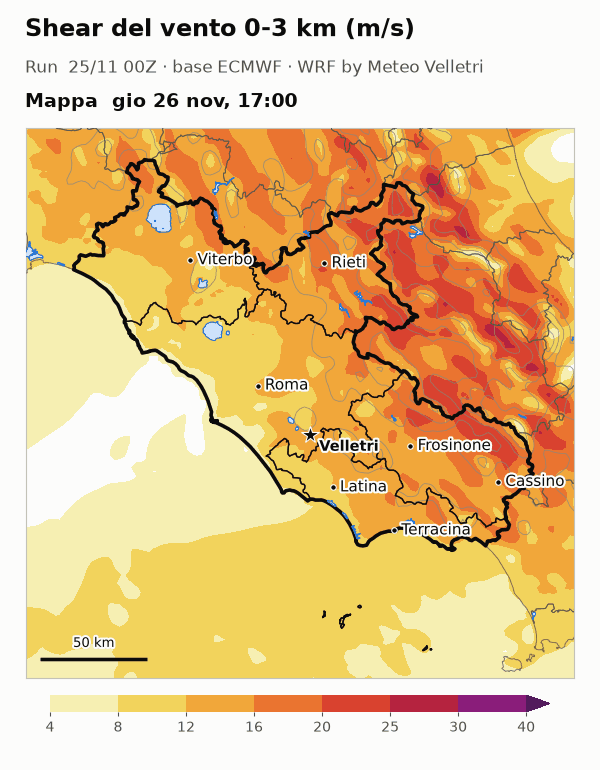 Shear del vento 0-3 km (m/s)
Run  25/11 00Z · base ECMWF · WRF by Meteo Velletri
Mappa  gio 26 nov, 17:00
Viterbo
Rieti
Roma
Velletri
Frosinone
Latina
Cassino
Terracina
50 km
4 8 12 16 20 25 30 40